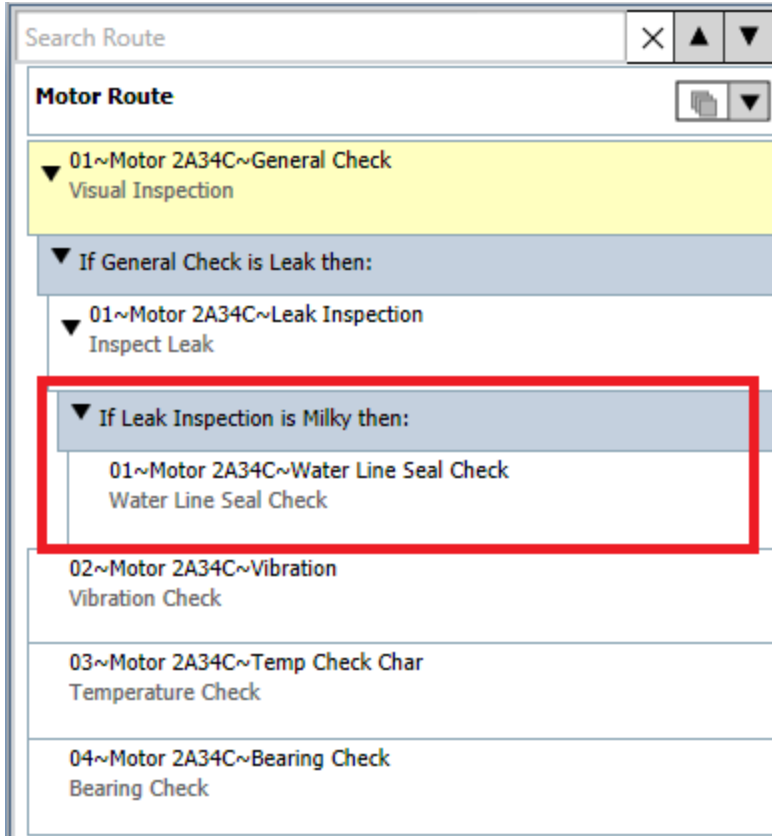 Search Route
Motor Route
01~Motor 2A34C~General Check
Visual Inspection
If General Check is Leak then:
01~Motor 2A34C~Leak Inspection
Inspect Leak
If Leak Inspection is Milky then:
01~Motor 2A34C~Water Line Seal Check
Water Line Seal Check
02~Motor 2A34C~Vibration
Vibration Check
03~Motor 2A34C~Temp Check Char
Temperature Check
04~Motor 2A34C~Bearing Check
Bearing Check